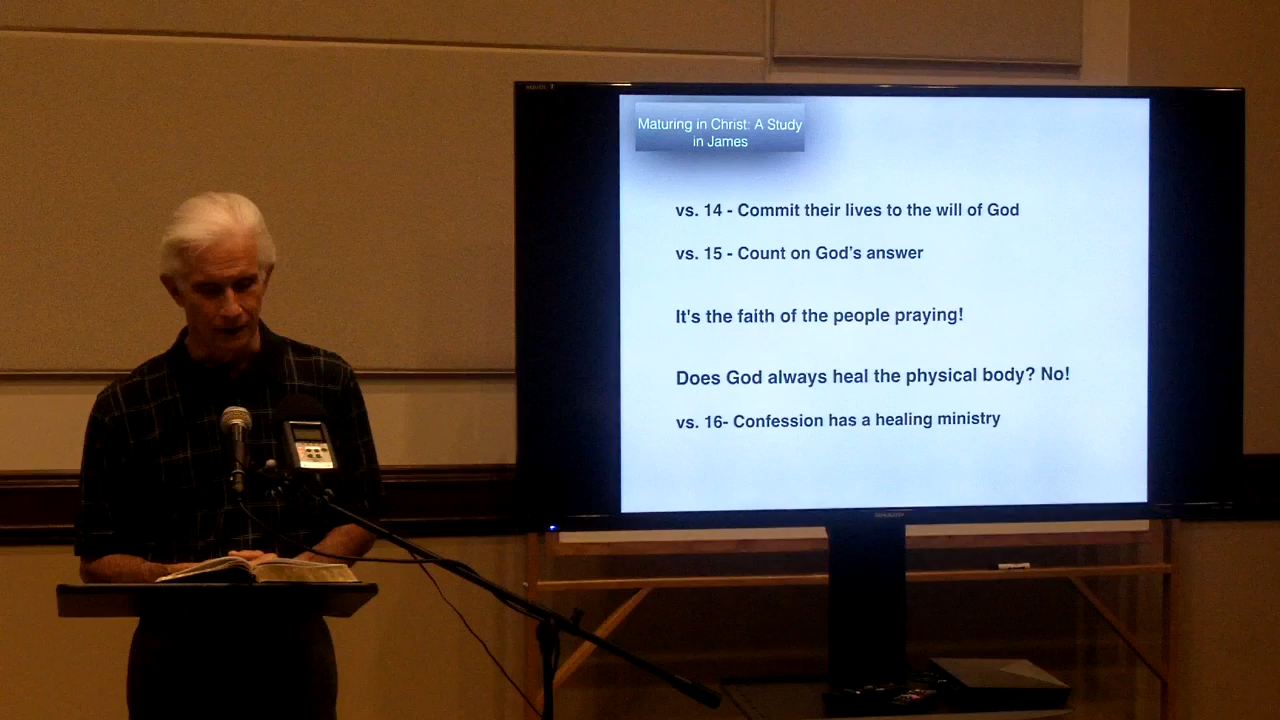 Maturing in Christ: A Study
in James
vs. 14 - Commit their lives to the will of God
vs. 15 - Count on God's answer
It's the faith of the people praying!
Does God always heal the physical body? No!
vs. 16- Confession has a healing ministry
SHARP